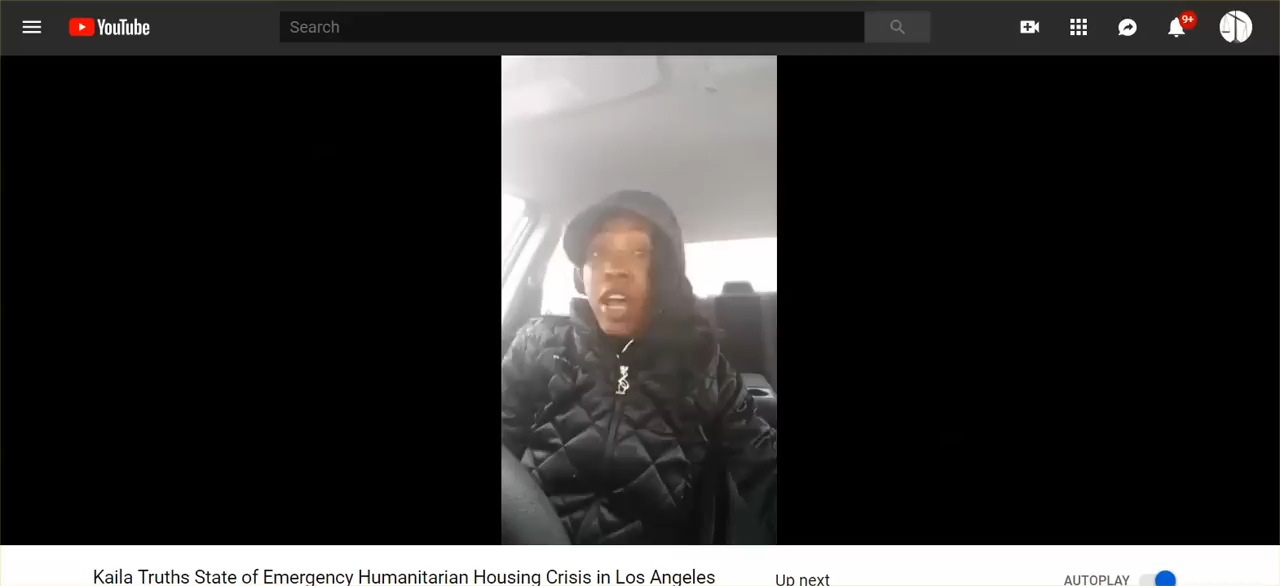 YouTube
Search
9+
Kaila Truths State of Emergency Humanitarian Housing Crisis in Los Angeles
Up next
AUTOPLAY